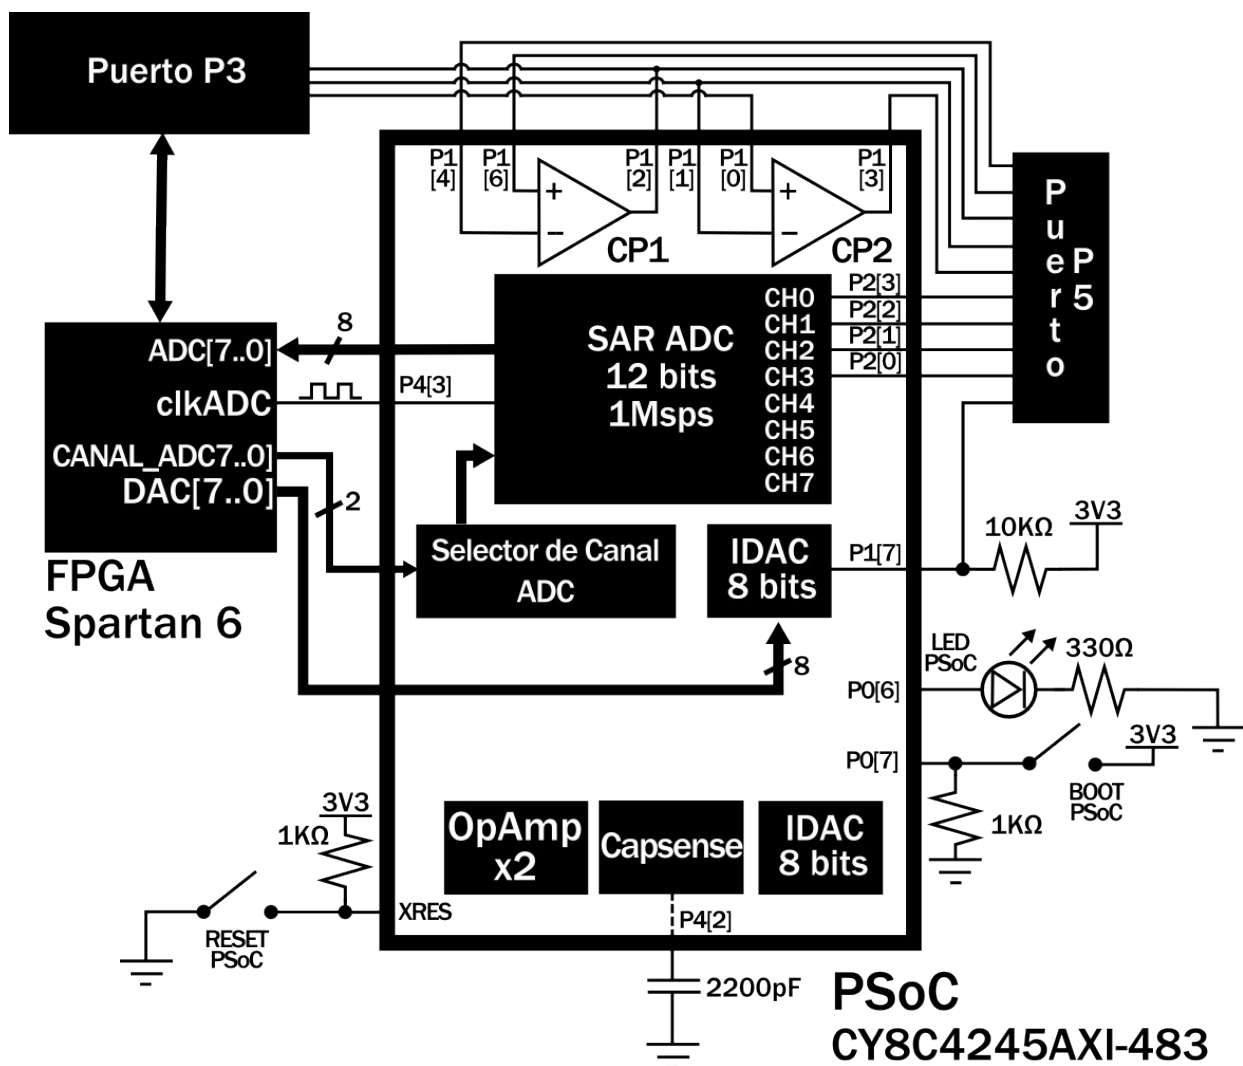 Puerto P3
P1
[4]
P1
[6]
P1
[2]
P1
[1]
P1
[0]
P1
[3]
+
−
CP1
+
−
CP2
Puerto
P5
SAR ADC
12 bits
1Msps
CH0
CH1
CH2
CH3
CH4
CH5
CH6
CH7
P2[3]
P2[2]
P2[1]
P2[0]
ADC[7..0]
clkADC
CANAL_ADC7..0]
DAC[7..0]
FPGA
Spartan 6
8
P4[3]
2
Selector de Canal
ADC
IDAC
8 bits
P1[7]
10KΩ
3V3
8
LED
PSoC
330Ω
P0[6]
P0[7]
3V3
BOOT
PSoC
1KΩ
3V3
1KΩ
XRES
RESET
PSoC
OpAmp
x2
Capsense
IDAC
8 bits
P4[2]
2200pF
PSoC
CY8C4245AXI-483